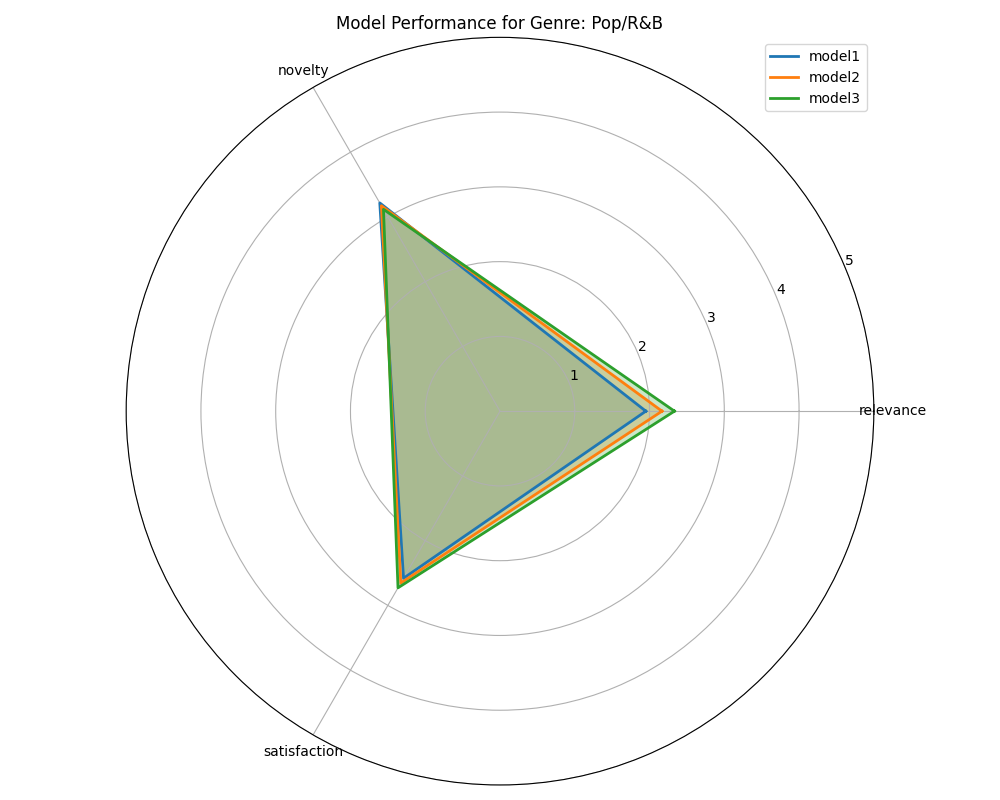 Model Performance for Genre: Pop/R&B
model1
model2
model3
novelty
5
4
3
2
1
relevance
satisfaction